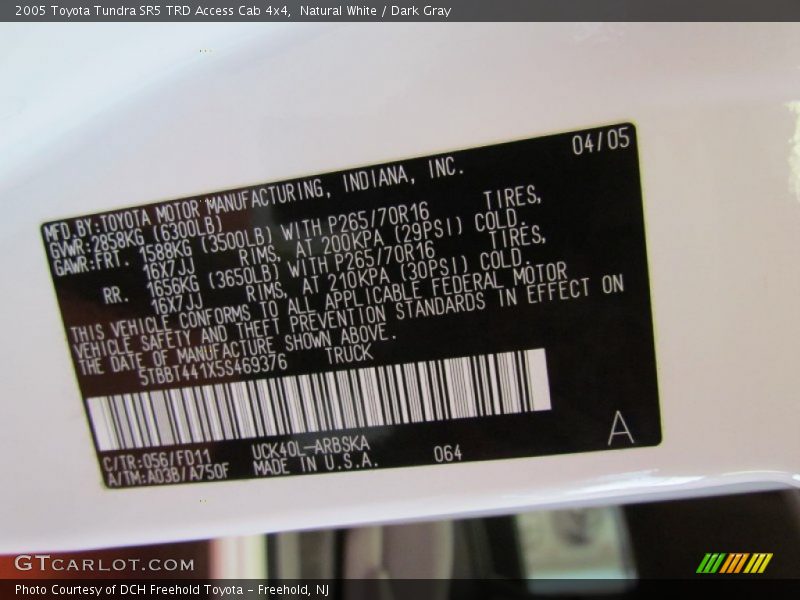 2005 Toyota Tundra SR5 TRD Access Cab 4x4,  Natural White / Dark Gray
04/05
MFD.BY:TOYOTA MOTOR MANUFACTURING, INDIANA, INC.
GVWR:2858KG (6300LB)
GAWR:FRT. 1588KG (3500LB) WITH P265/70R16 TIRES,
16X7JJ RIMS, AT 200KPA (29PSI) COLD.
RR. 1656KG (3650LB) WITH P265/70R16 TIRES,
16X7JJ RIMS, AT 210KPA (30PSI) COLD.
THIS VEHICLE CONFORMS TO ALL APPLICABLE FEDERAL MOTOR
VEHICLE SAFETY AND THEFT PREVENTION STANDARDS IN EFFECT ON
THE DATE OF MANUFACTURE SHOWN ABOVE.
5TBBT441X5S469376 TRUCK
C/TR:056/FD11 UCK40L-ARBSKA
A/TM:A03B/A750F MADE IN U.S.A. 064
A
GTCARLOT.COM
Photo Courtesy of DCH Freehold Toyota - Freehold, NJ